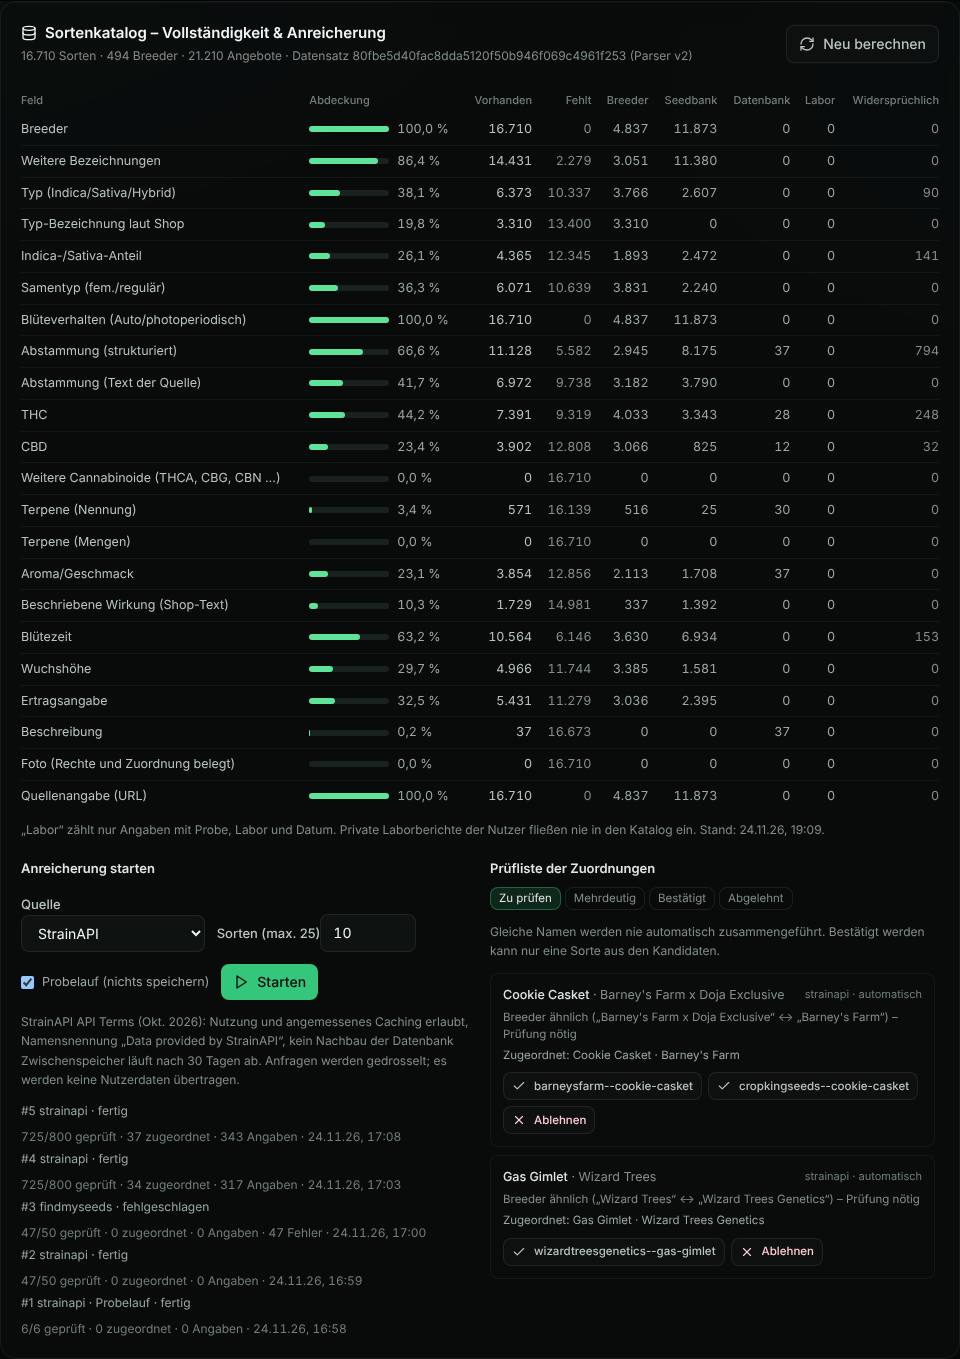 Sortenkatalog – Vollständigkeit & Anreicherung
16.710 Sorten · 494 Breeder · 21.210 Angebote · Datensatz 80fbe5d40fac8dda5120f50b946f069c4961f253 (Parser v2)
Neu berechnen
Feld Abdeckung Vorhanden Fehlt Breeder Seedbank Datenbank Labor Widersprüchlich
Breeder 100,0 % 16.710 0 4.837 11.873 0 0 0
Weitere Bezeichnungen 86,4 % 14.431 2.279 3.051 11.380 0 0 0
Typ (Indica/Sativa/Hybrid) 38,1 % 6.373 10.337 3.766 2.607 0 0 90
Typ-Bezeichnung laut Shop 19,8 % 3.310 13.400 3.310 0 0 0 0
Indica-/Sativa-Anteil 26,1 % 4.365 12.345 1.893 2.472 0 0 141
Samentyp (fem./regulär) 36,3 % 6.071 10.639 3.831 2.240 0 0 0
Blüteverhalten (Auto/photoperiodisch) 100,0 % 16.710 0 4.837 11.873 0 0 0
Abstammung (strukturiert) 66,6 % 11.128 5.582 2.945 8.175 37 0 794
Abstammung (Text der Quelle) 41,7 % 6.972 9.738 3.182 3.790 0 0 0
THC 44,2 % 7.391 9.319 4.033 3.343 28 0 248
CBD 23,4 % 3.902 12.808 3.066 825 12 0 32
Weitere Cannabinoide (THCA, CBG, CBN ...) 0,0 % 0 16.710 0 0 0 0 0
Terpene (Nennung) 3,4 % 571 16.139 516 25 30 0 0
Terpene (Mengen) 0,0 % 0 16.710 0 0 0 0 0
Aroma/Geschmack 23,1 % 3.854 12.856 2.113 1.708 37 0 0
Beschriebene Wirkung (Shop-Text) 10,3 % 1.729 14.981 337 1.392 0 0 0
Blütezeit 63,2 % 10.564 6.146 3.630 6.934 0 0 153
Wuchshöhe 29,7 % 4.966 11.744 3.385 1.581 0 0 0
Ertragsangabe 32,5 % 5.431 11.279 3.036 2.395 0 0 0
Beschreibung 0,2 % 37 16.673 0 0 37 0 0
Foto (Rechte und Zuordnung belegt) 0,0 % 0 16.710 0 0 0 0 0
Quellenangabe (URL) 100,0 % 16.710 0 4.837 11.873 0 0 0
„Labor“ zählt nur Angaben mit Probe, Labor und Datum. Private Laborberichte der Nutzer fließen nie in den Katalog ein. Stand: 24.11.26, 19:09.
Anreicherung starten
Quelle
StrainAPI Sorten (max. 25) 10
Probelauf (nichts speichern) Starten
StrainAPI API Terms (Okt. 2026): Nutzung und angemessenes Caching erlaubt,
Namensnennung „Data provided by StrainAPI“, kein Nachbau der Datenbank
Zwischenspeicher läuft nach 30 Tagen ab. Anfragen werden gedrosselt; es
werden keine Nutzerdaten übertragen.
#5 strainapi · fertig
725/800 geprüft · 37 zugeordnet · 343 Angaben · 24.11.26, 17:08
#4 strainapi · fertig
725/800 geprüft · 34 zugeordnet · 317 Angaben · 24.11.26, 17:03
#3 findmyseeds · fehlgeschlagen
47/50 geprüft · 0 zugeordnet · 0 Angaben · 47 Fehler · 24.11.26, 17:00
#2 strainapi · fertig
47/50 geprüft · 0 zugeordnet · 0 Angaben · 24.11.26, 16:59
#1 strainapi · Probelauf · fertig
6/6 geprüft · 0 zugeordnet · 0 Angaben · 24.11.26, 16:58
Prüfliste der Zuordnungen
Zu prüfen Mehrdeutig Bestätigt Abgelehnt
Gleiche Namen werden nie automatisch zusammengeführt. Bestätigt werden
kann nur eine Sorte aus den Kandidaten.
Cookie Casket · Barney's Farm x Doja Exclusive strainapi · automatisch
Breeder ähnlich („Barney's Farm x Doja Exclusive“ ↔ „Barney's Farm“) –
Prüfung nötig
Zugeordnet: Cookie Casket · Barney's Farm
barneysfarm--cookie-casket cropkingseeds--cookie-casket
Ablehnen
Gas Gimlet · Wizard Trees strainapi · automatisch
Breeder ähnlich („Wizard Trees“ ↔ „Wizard Trees Genetics“) – Prüfung nötig
Zugeordnet: Gas Gimlet · Wizard Trees Genetics
wizardtreesgenetics--gas-gimlet Ablehnen